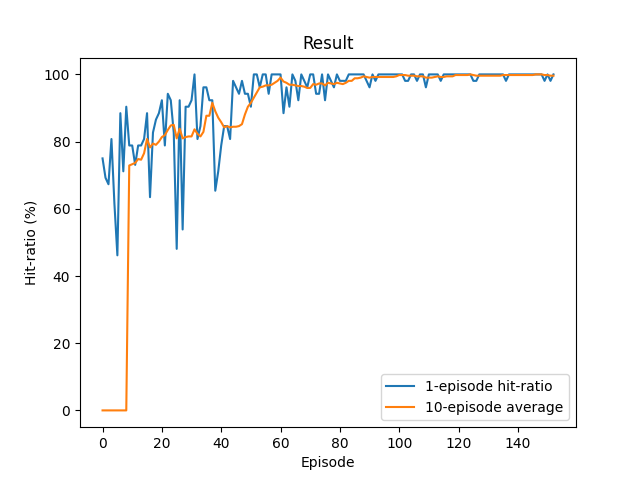 Result
100
80
60
40
20
0
Hit-ratio (%)
1-episode hit-ratio
10-episode average
0 20 40 60 80 100 120 140
Episode